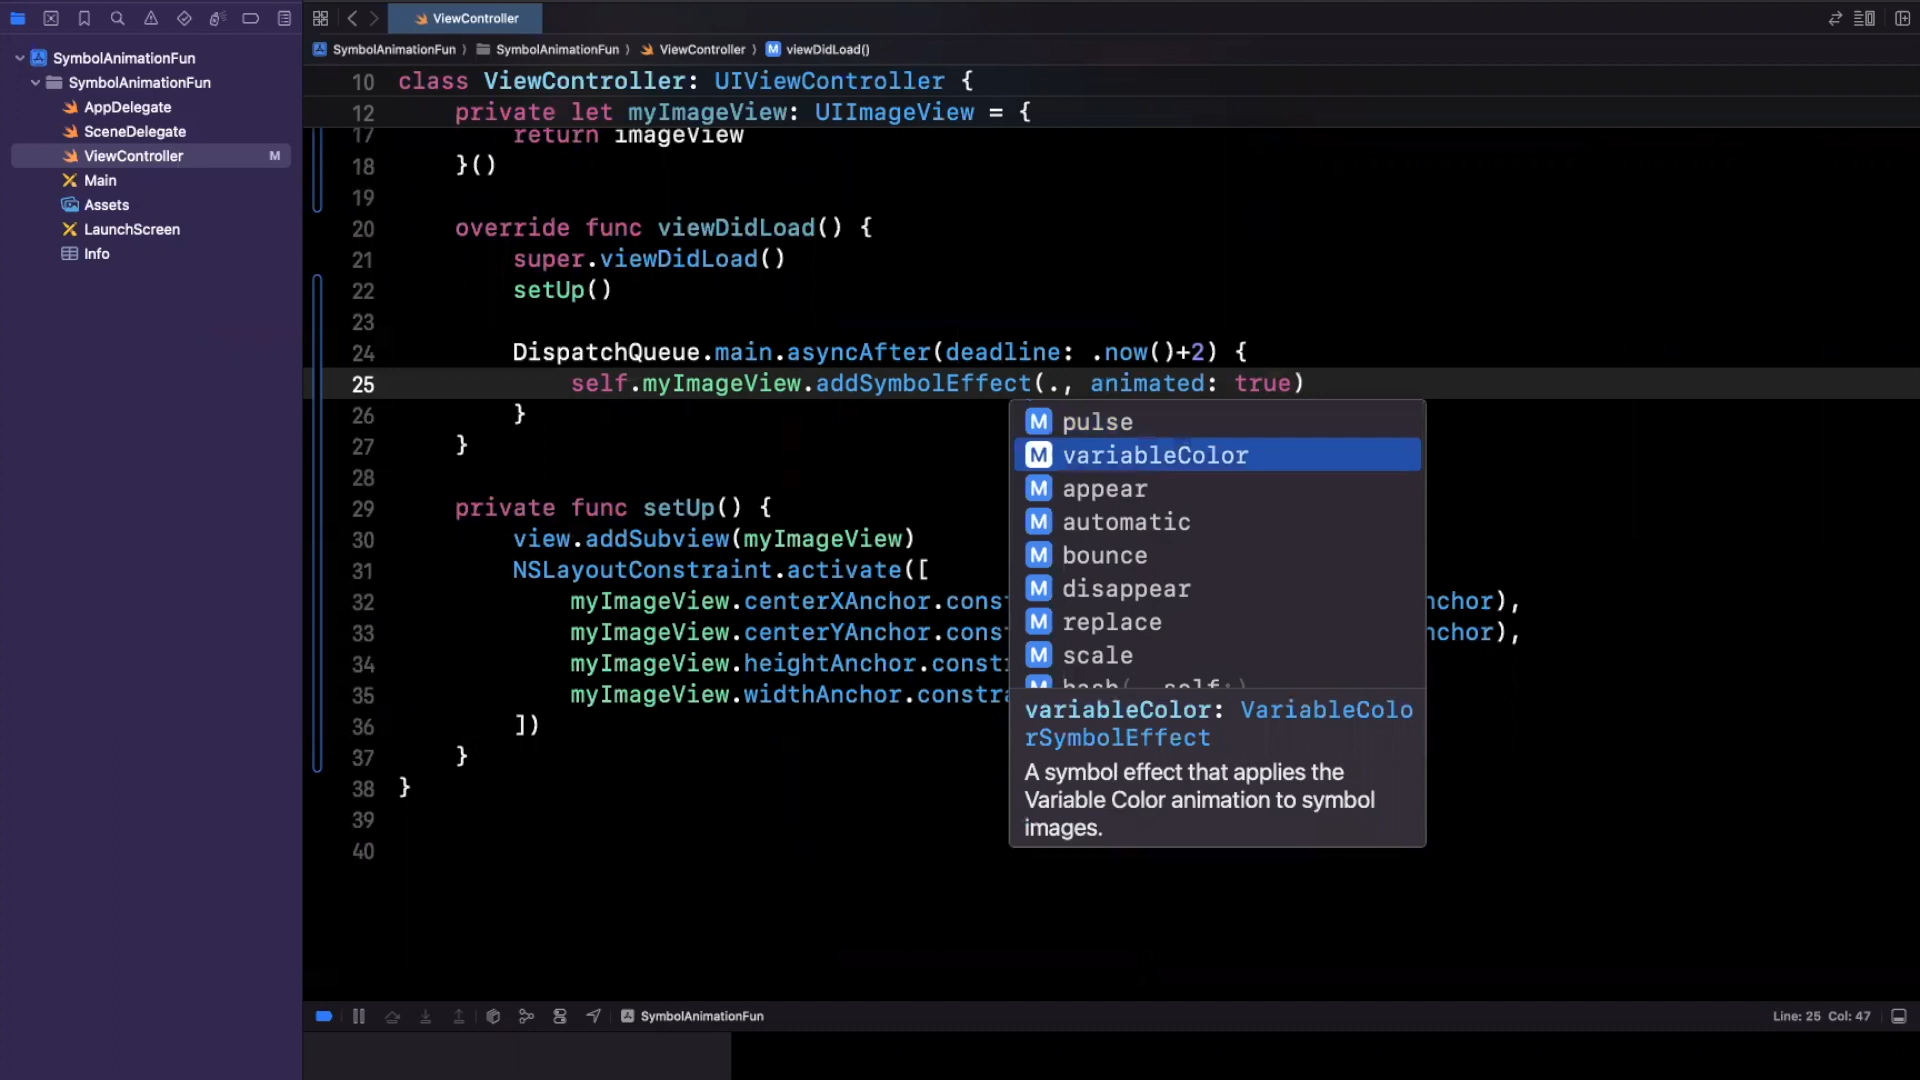 ViewController
SymbolAnimationFun 〉 SymbolAnimationFun 〉 ViewController 〉 M viewDidLoad()
SymbolAnimationFun
SymbolAnimationFun
AppDelegate
SceneDelegate
ViewController M
Main
Assets
LaunchScreen
Info
10 class ViewController: UIViewController {
12 private let myImageView: UIImageView = {
17 return imageView
18 }()
19
20 override func viewDidLoad() {
21 super.viewDidLoad()
22 setUp()
23
24 DispatchQueue.main.asyncAfter(deadline: .now()+2) {
25 self.myImageView.addSymbolEffect(., animated: true)
26 }
27 }
28
29 private func setUp() {
30 view.addSubview(myImageView)
31 NSLayoutConstraint.activate([
32 myImageView.centerXAnchor.cons nchor),
33 myImageView.centerYAnchor.cons nchor),
34 myImageView.heightAnchor.constr
35 myImageView.widthAnchor.constra
36 ])
37 }
38 }
39
40
M pulse
M variableColor
M appear
M automatic
M bounce
M disappear
M replace
M scale
M hash(_ self:)
variableColor: VariableColo
rSymbolEffect
A symbol effect that applies the
Variable Color animation to symbol
images.
SymbolAnimationFun
Line: 25 Col: 47